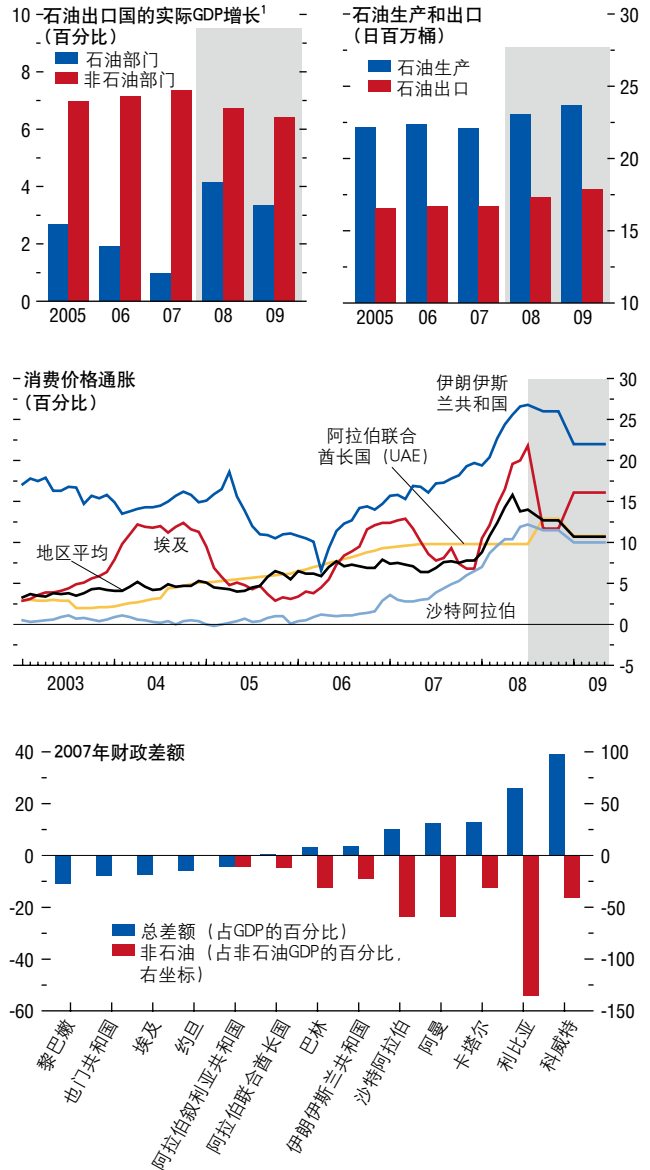 石油出口国的实际GDP增长¹
(百分比)
石油部门
非石油部门
10
8
6
4
2
0
2005 06 07 08 09
石油生产和出口
(日百万桶)
石油生产
石油出口
30
25
20
15
10
2005 06 07 08 09
消费价格通胀
(百分比)
伊朗伊斯
兰共和国
阿拉伯联合
酋长国 (UAE)
埃及
地区平均
沙特阿拉伯
30
25
20
15
10
5
0
-5
2003 04 05 06 07 08 09
2007年财政差额
40
20
0
-20
-40
-60
100
50
0
-50
-100
-150
总差额 (占GDP的百分比)
非石油 (占非石油GDP的百分比,
右坐标)
黎巴嫩
也门共和国
埃及
约旦
阿拉伯叙利亚共和国
阿拉伯联合酋长国
巴林
伊朗伊斯兰共和国
沙特阿拉伯
阿曼
卡塔尔
利比亚
科威特